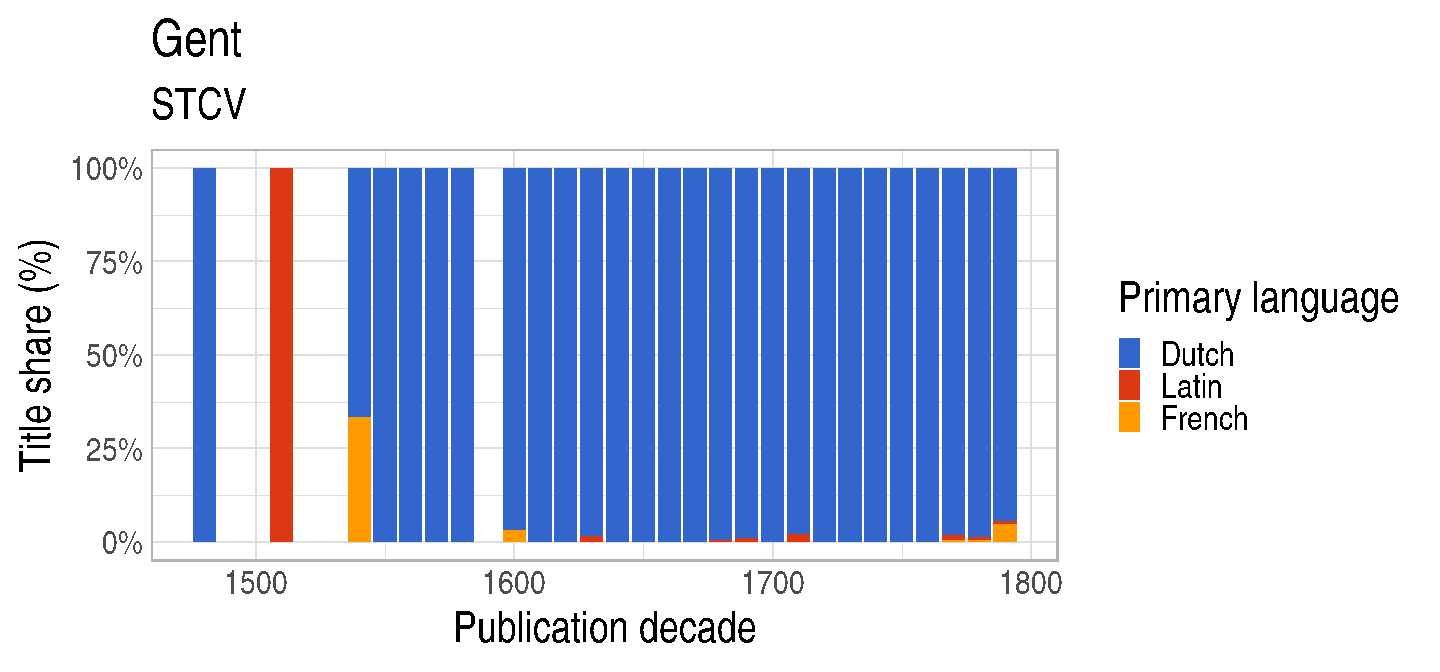 Gent
STCV
100%
75%
50%
25%
0%
Title share (%)
1500
1600
1700
1800
Publication decade
Primary language
Dutch
Latin
French